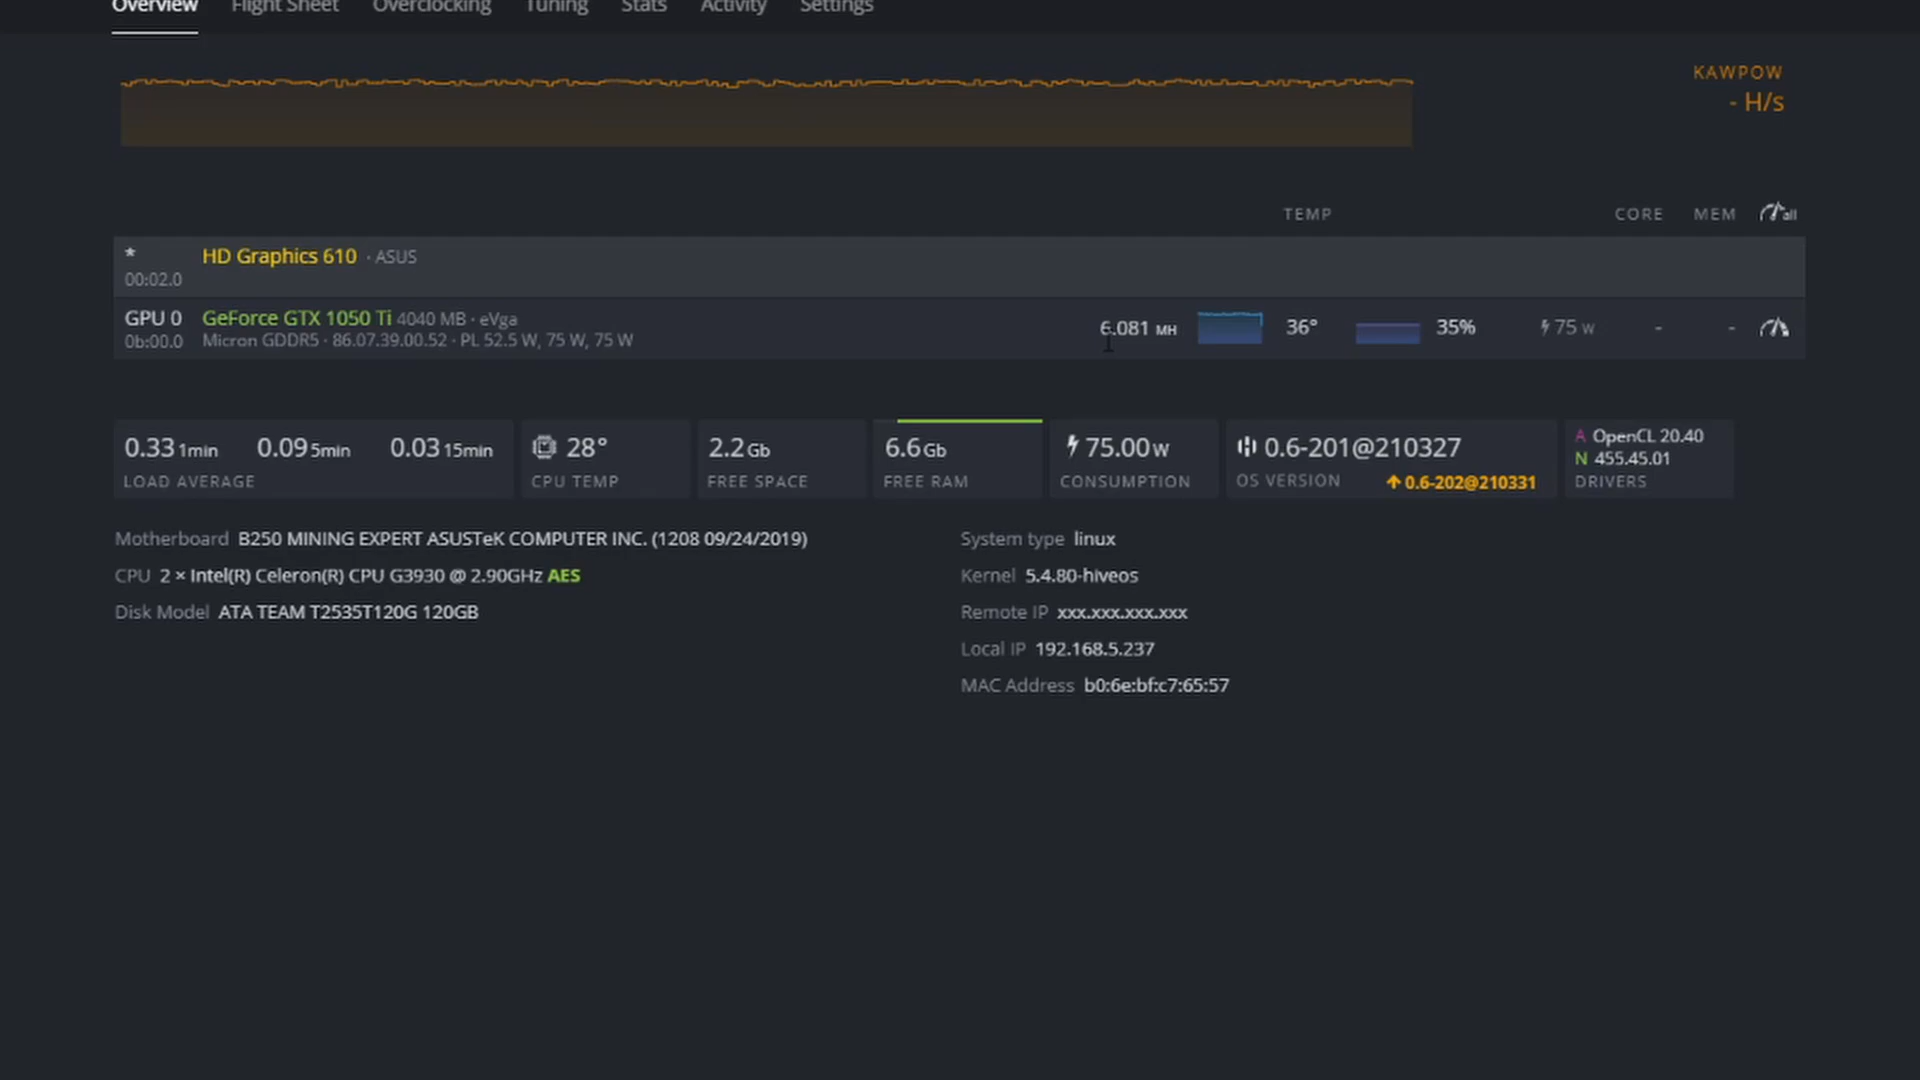 Overview Flight Sheet Overclocking Tuning Stats Activity Settings
KAWPOW
- H/s
TEMP CORE MEM all
* HD Graphics 610 · ASUS
00:02.0
GPU 0 GeForce GTX 1050 Ti 4040 MB · eVga 6.081 MH 36° 35% 75 W - -
0b:00.0 Micron GDDR5 · 86.07.39.00.52 · PL 52.5 W, 75 W, 75 W
0.33 1min 0.09 5min 0.03 15min 28° 2.2 Gb 6.6 Gb 75.00 W 0.6-201@210327 A OpenCL 20.40
N 455.45.01
LOAD AVERAGE CPU TEMP FREE SPACE FREE RAM CONSUMPTION OS VERSION 0.6-202@210331 DRIVERS
Motherboard B250 MINING EXPERT ASUSTeK COMPUTER INC. (1208 09/24/2019)
CPU 2 × Intel(R) Celeron(R) CPU G3930 @ 2.90GHz AES
Disk Model ATA TEAM T2535T120G 120GB
System type linux
Kernel 5.4.80-hiveos
Remote IP xxx.xxx.xxx.xxx
Local IP 192.168.5.237
MAC Address b0:6e:bf:c7:65:57